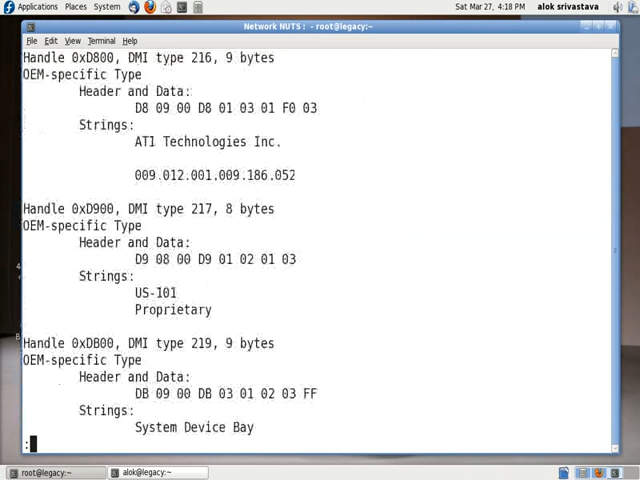 Applications Places System
Sat Mar 27, 4:18 PM alok srivastava
Network NUTS : - root@legacy:~
File Edit View Terminal Help
Handle 0xD800, DMI type 216, 9 bytes
OEM-specific Type
Header and Data:
D8 09 00 D8 01 03 01 F0 03
Strings:
ATI Technologies Inc.
009.012.001.009.186.052
Handle 0xD900, DMI type 217, 8 bytes
OEM-specific Type
Header and Data:
D9 08 00 D9 01 02 01 03
Strings:
US-101
Proprietary
Handle 0xDB00, DMI type 219, 9 bytes
OEM-specific Type
Header and Data:
DB 09 00 DB 03 01 02 03 FF
Strings:
System Device Bay
:
root@legacy:~ alok@legacy:~